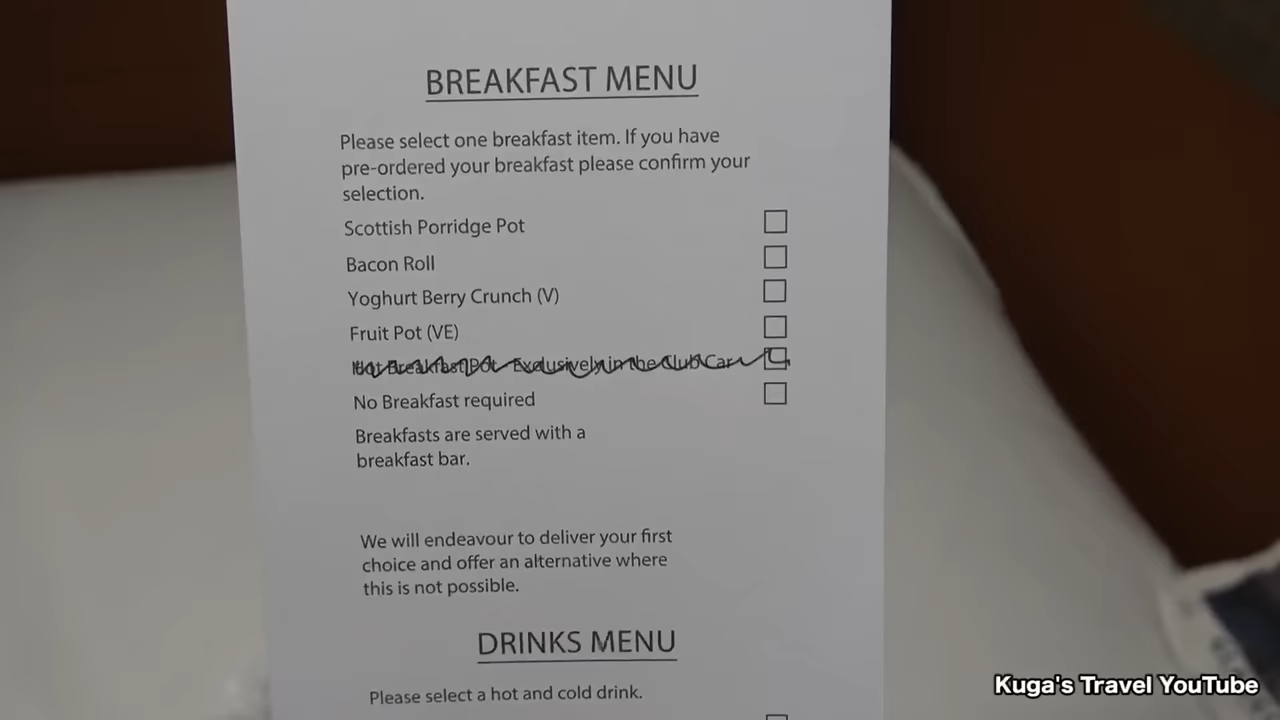 BREAKFAST MENU
Please select one breakfast item. If you have
pre-ordered your breakfast please confirm your
selection.
Scottish Porridge Pot
Bacon Roll
Yoghurt Berry Crunch (V)
Fruit Pot (VE)
Hot Breakfast Pot Exclusively in the Club Car
No Breakfast required
Breakfasts are served with a
breakfast bar.
We will endeavour to deliver your first
choice and offer an alternative where
this is not possible.
DRINKS MENU
Please select a hot and cold drink.
Kuga's Travel YouTube